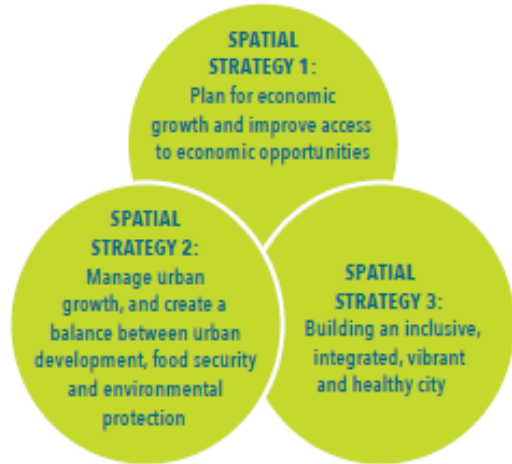 SPATIAL
STRATEGY 1:
Plan for economic
growth and improve access
to economic opportunities
SPATIAL
STRATEGY 2:
Manage urban
growth, and create a
balance between urban
development, food security
and environmental
protection
SPATIAL
STRATEGY 3:
Building an inclusive,
integrated, vibrant
and healthy city